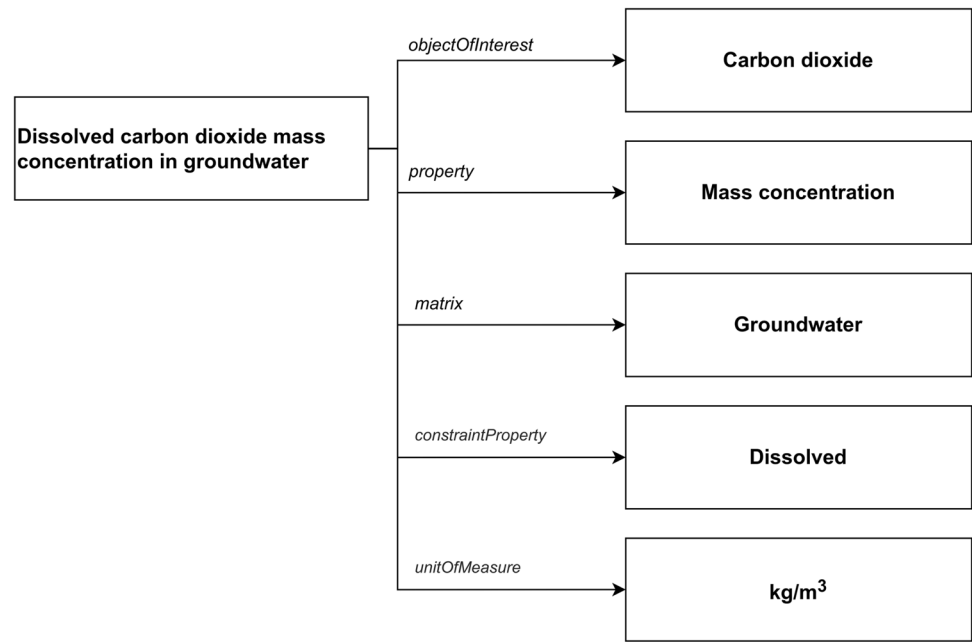 objectOfInterest
Carbon dioxide
Dissolved carbon dioxide mass
concentration in groundwater
property
Mass concentration
matrix
Groundwater
constraintProperty
Dissolved
unitOfMeasure
kg/m³